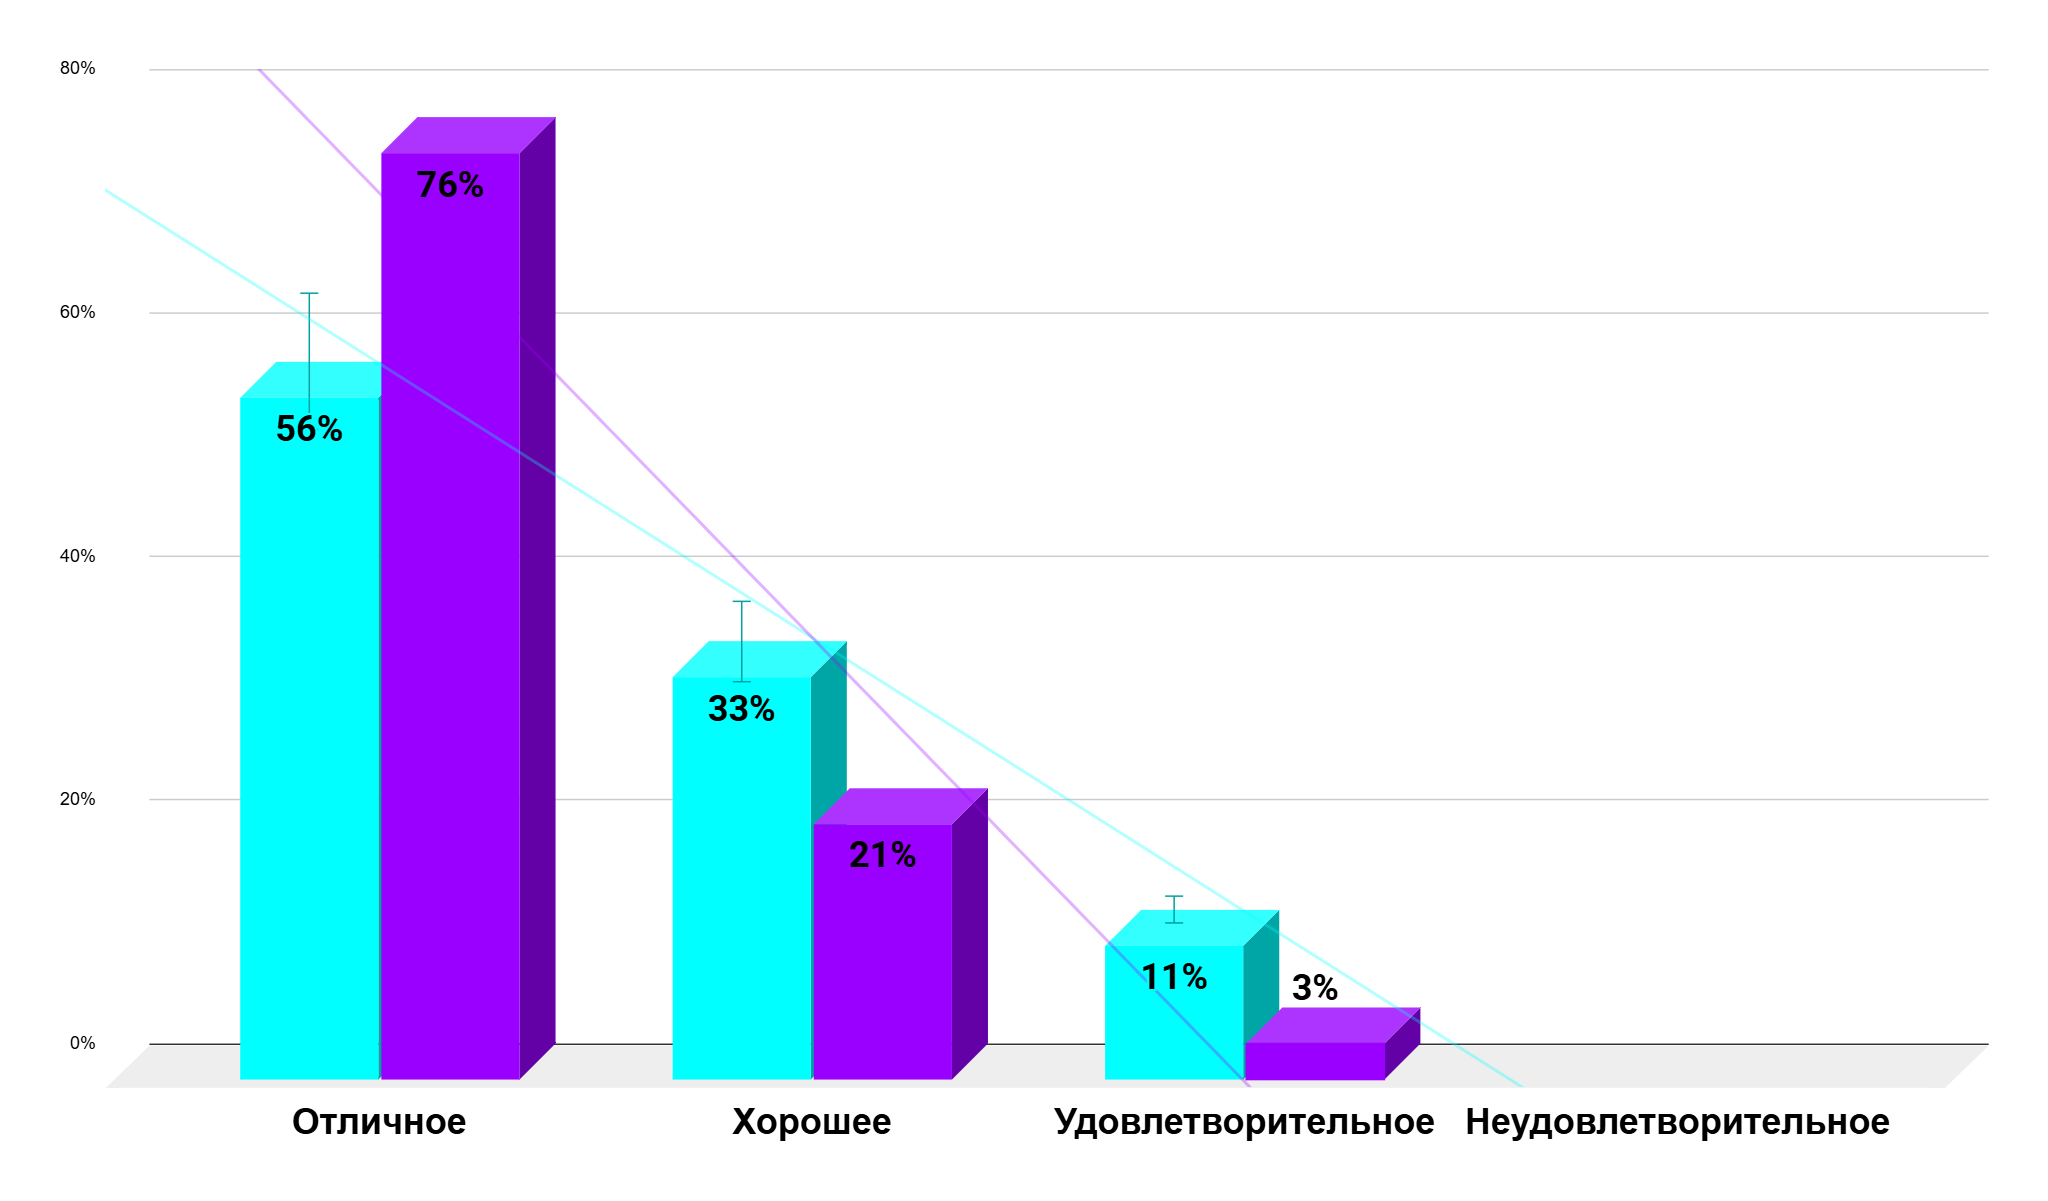 80%
76%
60%
56%
40%
33%
20%
21%
11%
3%
0%
Отличное
Хорошее
Удовлетворительное
Неудовлетворительное